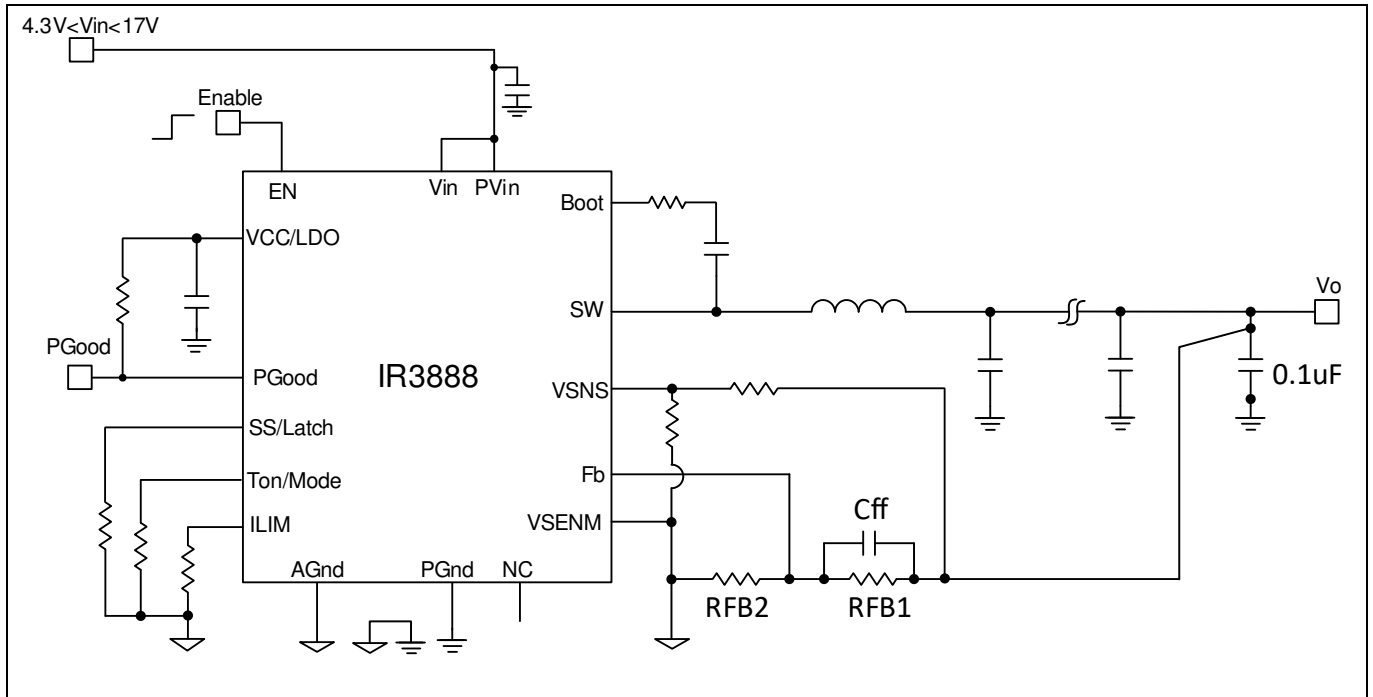 4.3V<Vin<17V
Enable
EN
Vin PVin
Boot
VCC/LDO
SW
Vo
PGood
PGood
IR3888
VSNS
0.1uF
SS/Latch
Ton/Mode
Fb
ILIM
VSENM
Cff
AGnd
PGnd
NC
RFB2
RFB1